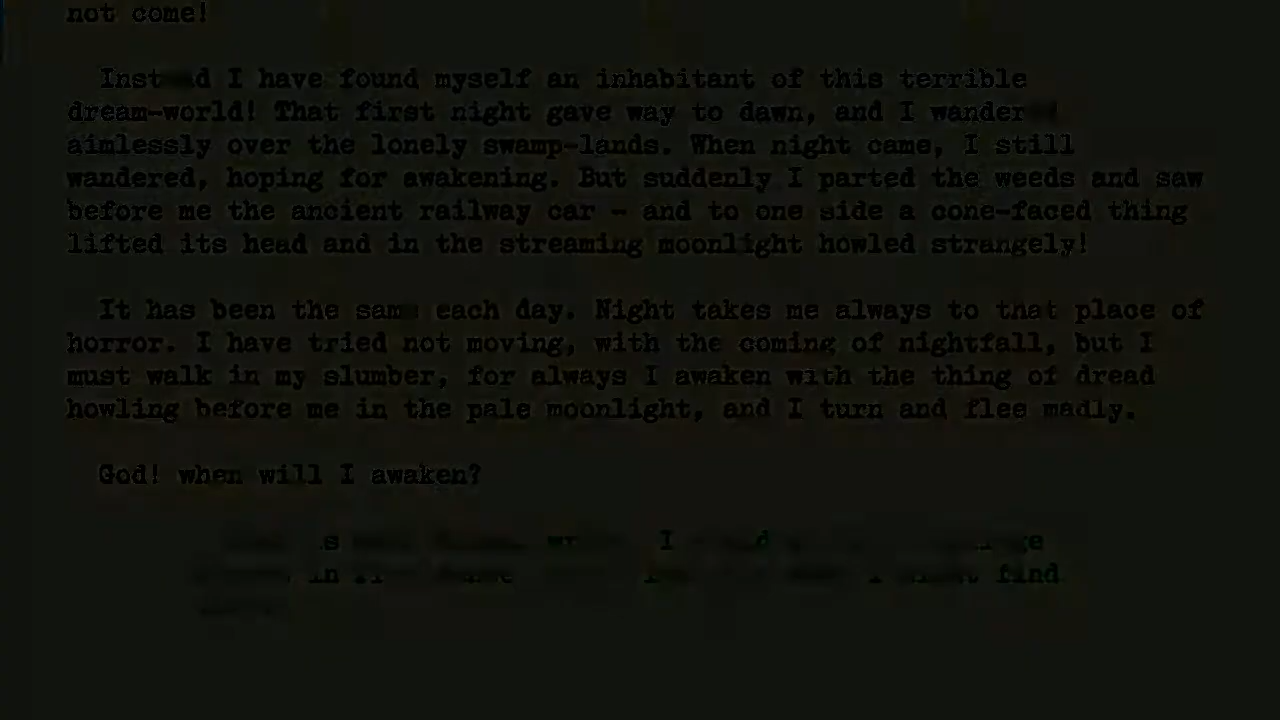 not come!
Instead I have found myself an inhabitant of this terrible
dream-world! That first night gave way to dawn, and I wandered
aimlessly over the lonely swamp-lands. When night came, I still
wandered, hoping for awakening. But suddenly I parted the weeds and saw
before me the ancient railway car - and to one side a cone-faced thing
lifted its head and in the streaming moonlight howled strangely!
It has been the same each day. Night takes me always to that place of
horror. I have tried not moving, with the coming of nightfall, but I
must walk in my slumber, for always I awaken with the thing of dread
howling before me in the pale moonlight, and I turn and flee madly.
God! when will I awaken?
I
in I might find